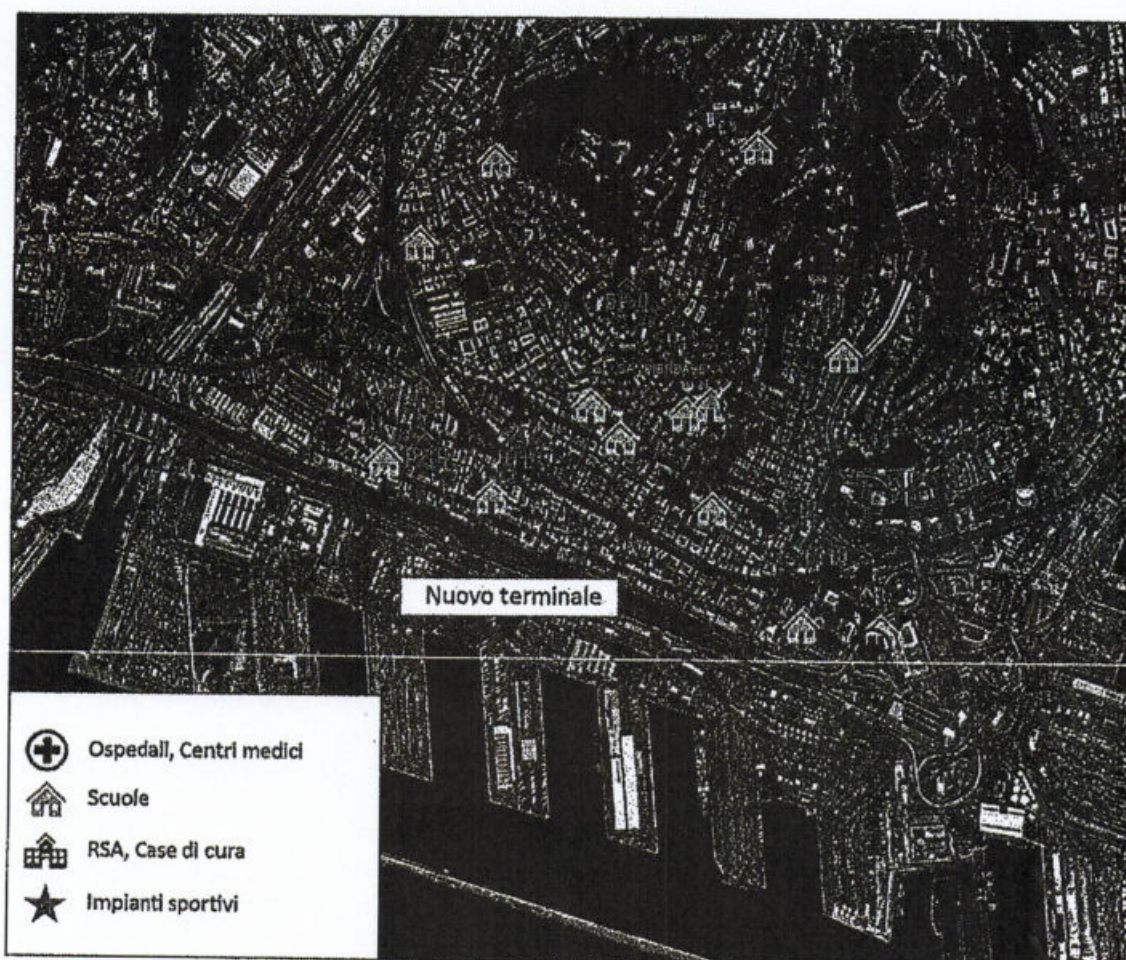 Nuovo terminale
Ospedali, Centri medici
Scuole
RSA, Case di cura
Impianti sportivi